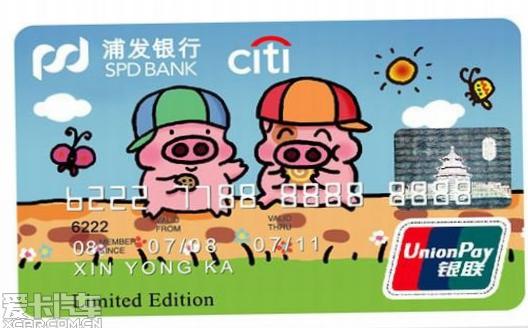 浦发银行
SPD BANK
citi
6222 7788 8888 8888
6222
VALID FROM
VALID THRU
MEMBER SINCE
08 07/08 07/11
XIN YONG KA
UnionPay
银联
Limited Edition
爱卡汽车
XCAR.COM.CN